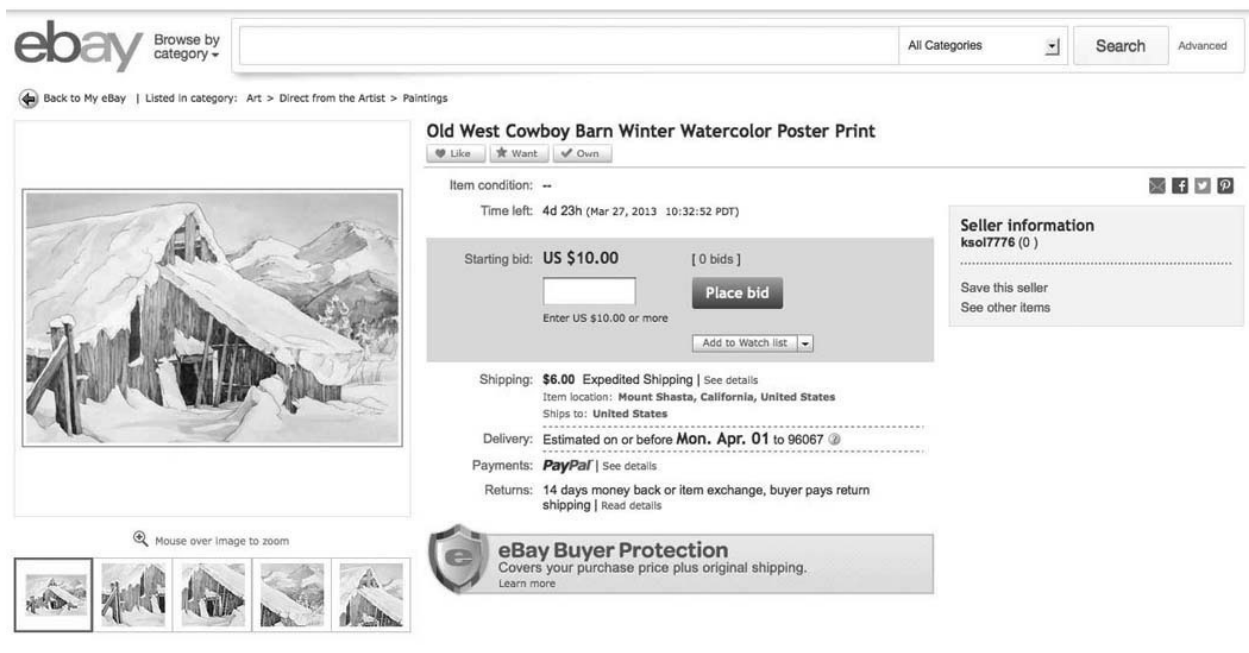 ebay
Browse by
category
All Categories
Search
Advanced
Back to My eBay | Listed in category: Art > Direct from the Artist > Paintings
Old West Cowboy Barn Winter Watercolor Poster Print
Like
Want
Own
Item condition: --
Time left: 4d 23h (Mar 27, 2013 10:32:52 PDT)
Starting bid: US $10.00 [ 0 bids ]
Place bid
Enter US $10.00 or more
Add to Watch list
Shipping: $6.00 Expedited Shipping | See details
Item location: Mount Shasta, California, United States
Ships to: United States
Delivery: Estimated on or before Mon. Apr. 01 to 96067
Payments: PayPal | See details
Returns: 14 days money back or item exchange, buyer pays return
shipping | Read details
Seller information
ksol7776 (0 )
Save this seller
See other items
Mouse over image to zoom
e
eBay Buyer Protection
Covers your purchase price plus original shipping.
Learn more